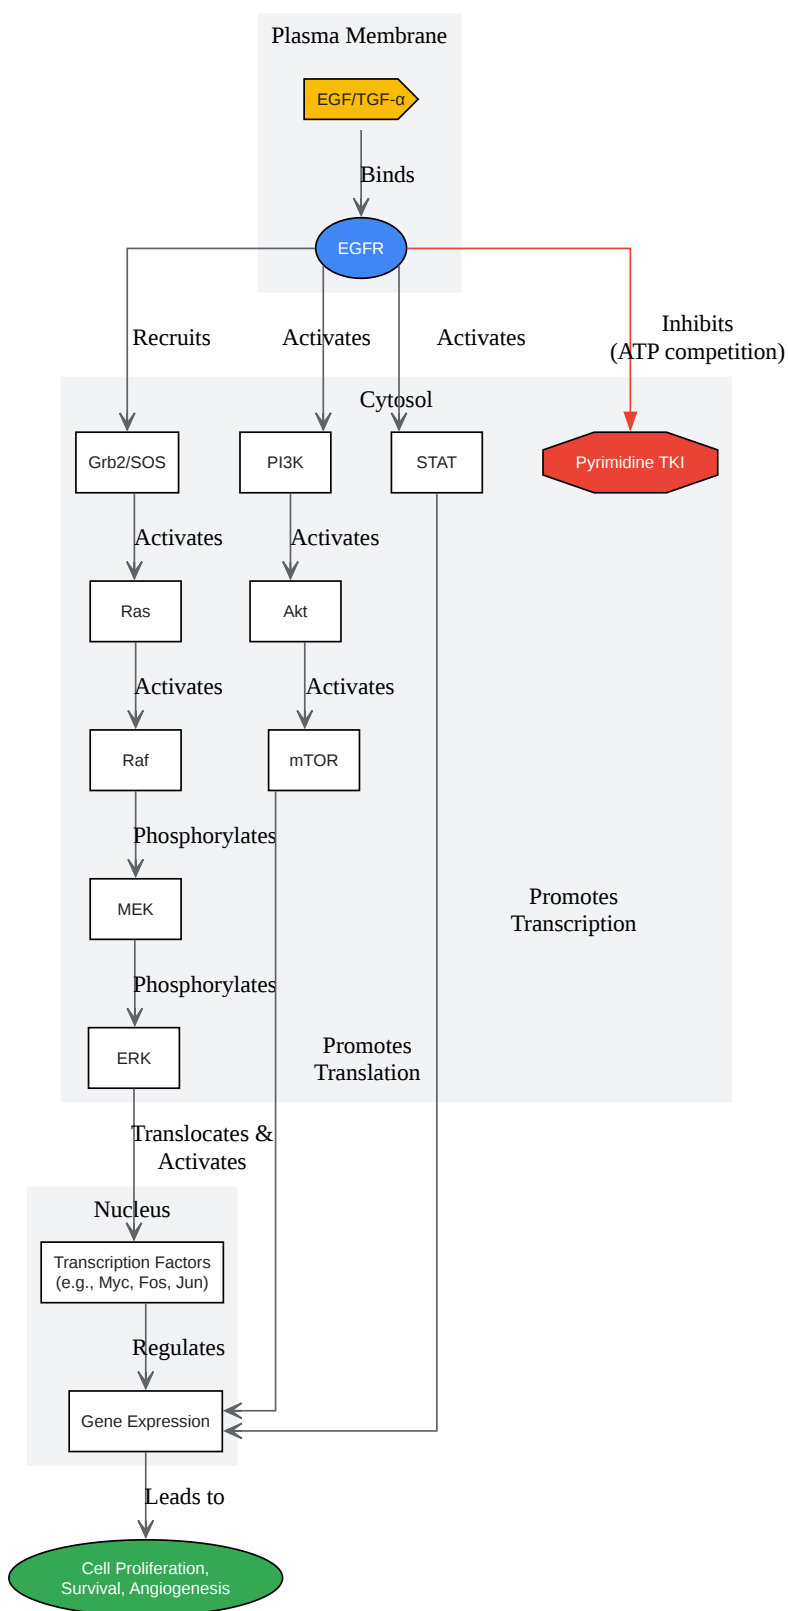 Plasma Membrane
EGF/TGF-α
Binds
EGFR
Recruits
Activates
Activates
Inhibits
(ATP competition)
Cytosol
Grb2/SOS
PI3K
STAT
Pyrimidine TKI
Activates
Activates
Ras
Akt
Activates
Activates
Raf
mTOR
Phosphorylates
MEK
Promotes
Transcription
Phosphorylates
ERK
Promotes
Translation
Translocates &
Activates
Nucleus
Transcription Factors
(e.g., Myc, Fos, Jun)
Regulates
Gene Expression
Leads to
Cell Proliferation,
Survival, Angiogenesis